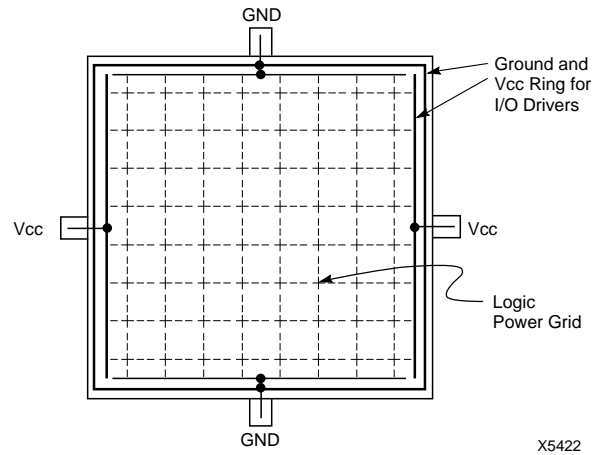 GND
Ground and
Vcc Ring for
I/O Drivers
Vcc
Vcc
Logic
Power Grid
GND
X5422